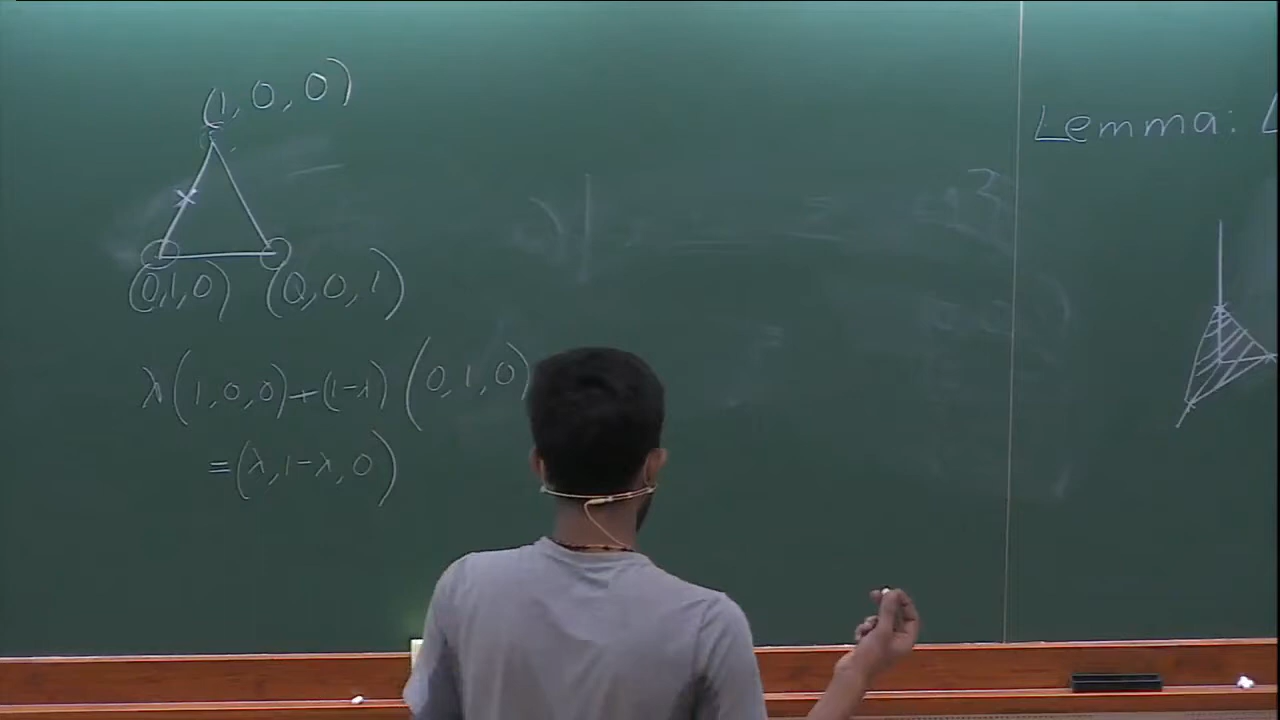 (1,0,0)
(0,1,0) (0,0,1)
λ(1,0,0)+(1-λ)(0,1,0)
=(λ,1-λ,0)
Lemma: